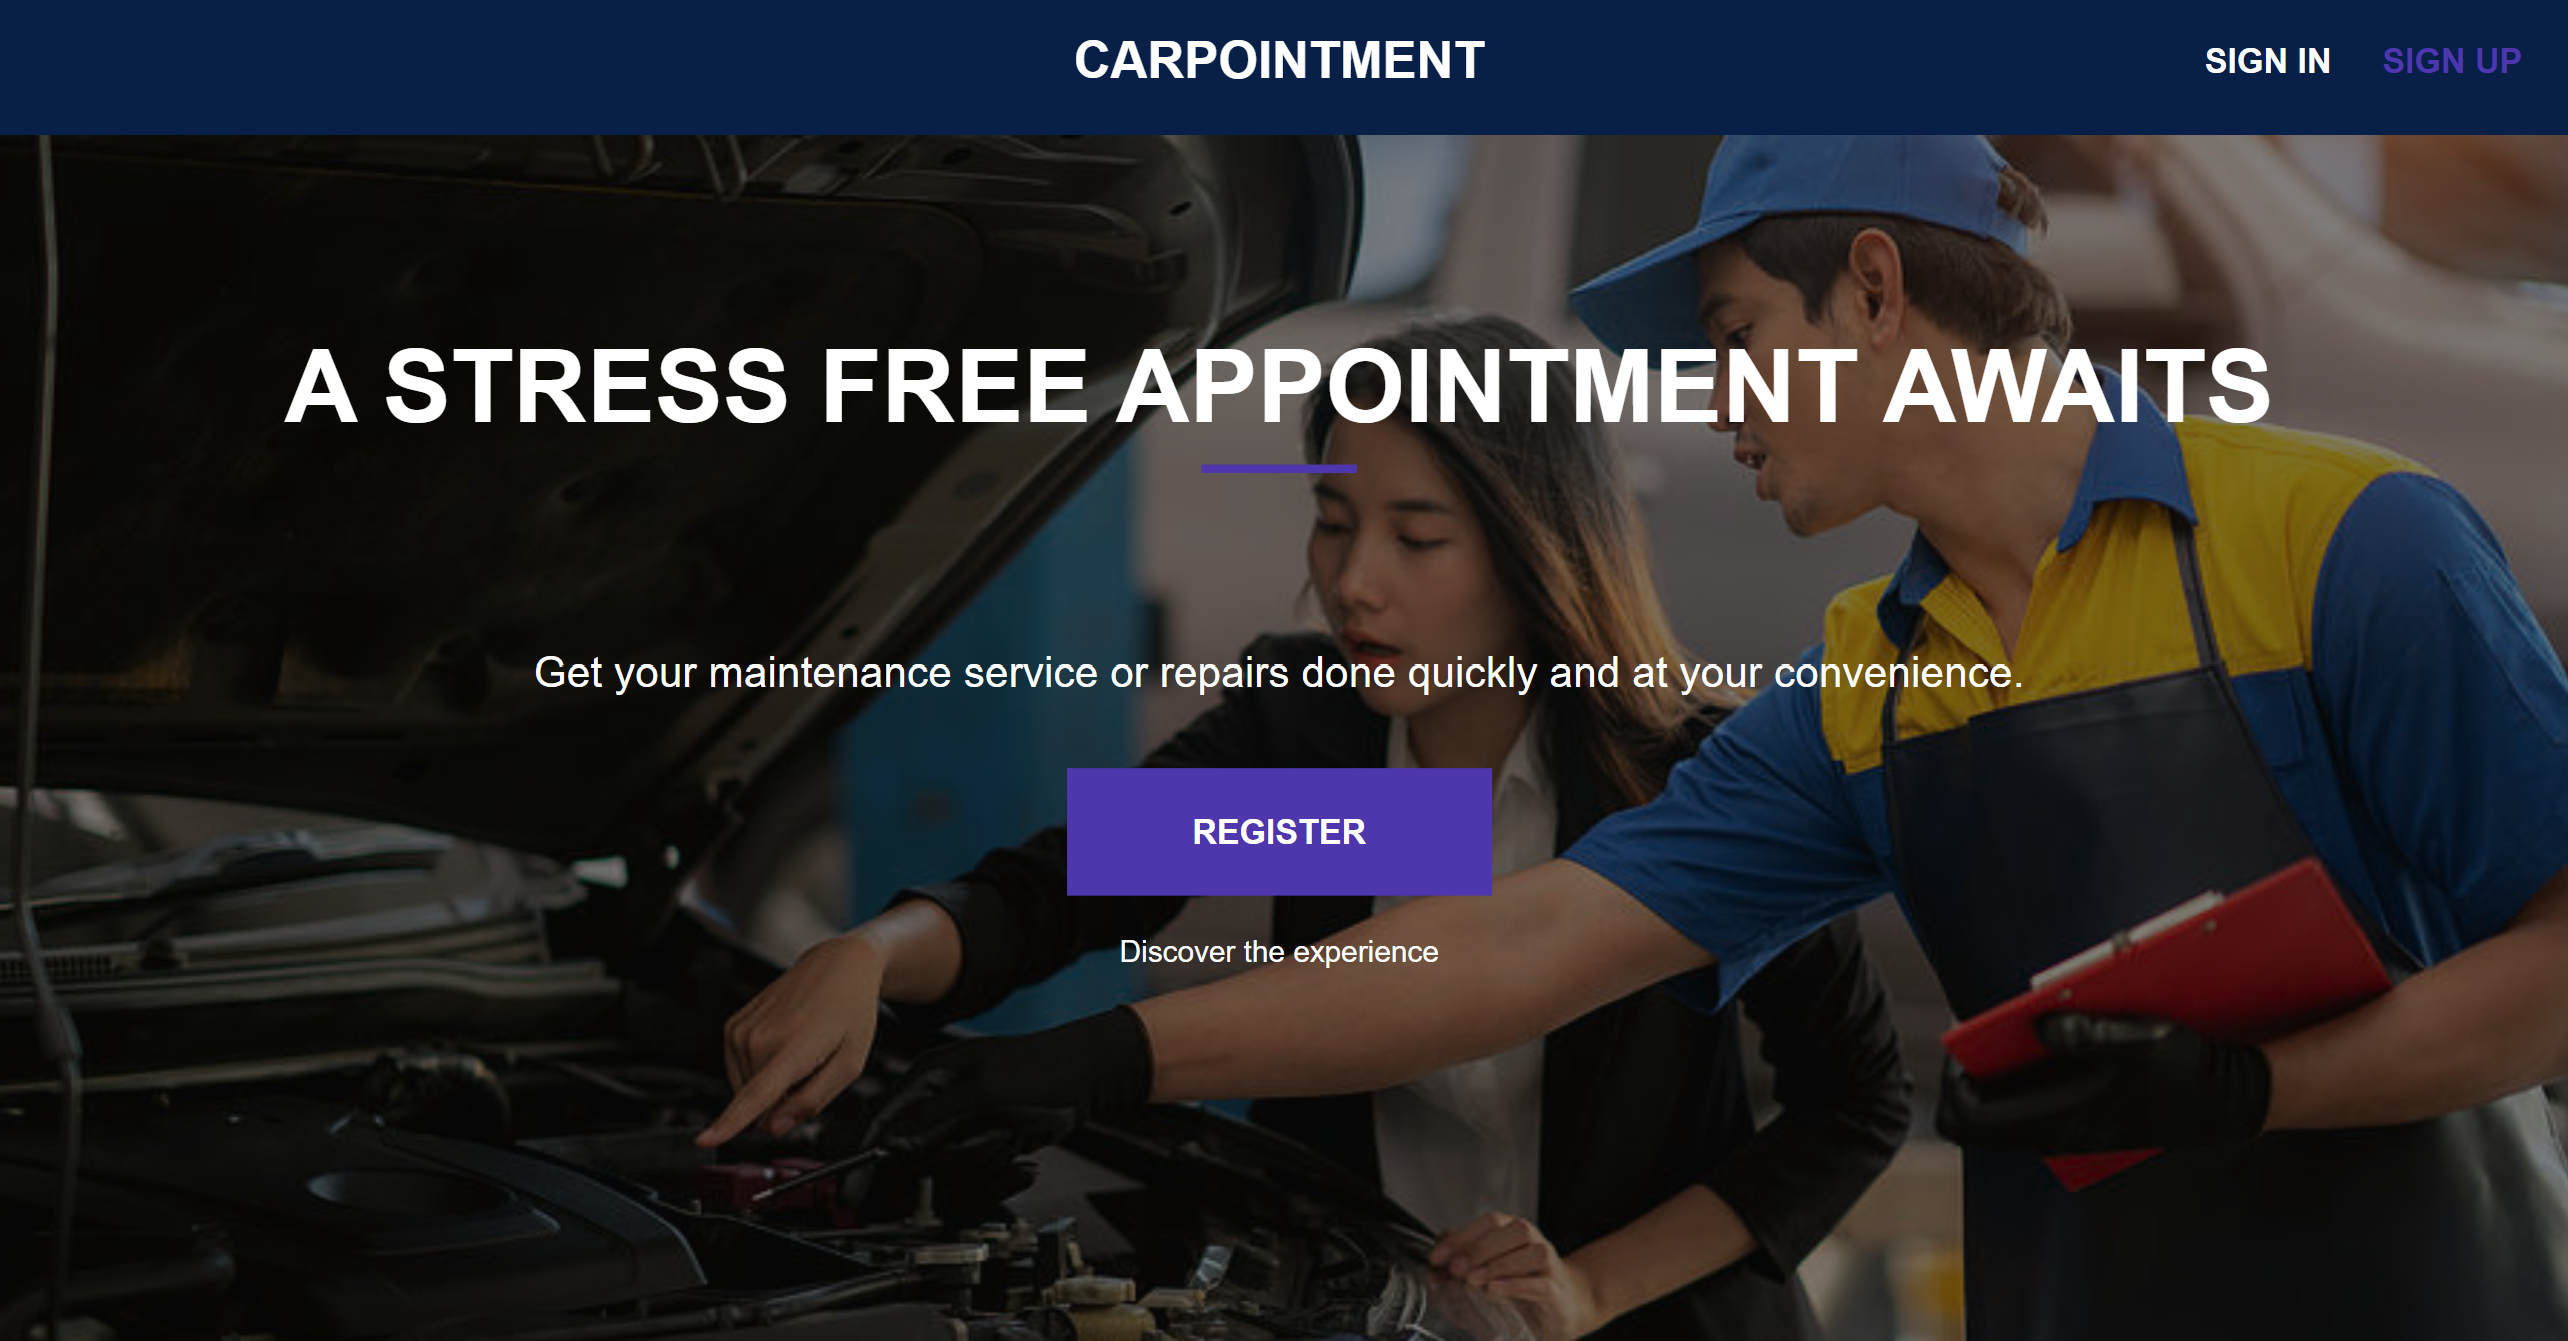 CARPOINTMENT
SIGN IN
SIGN UP
A STRESS FREE APPOINTMENT AWAITS
Get your maintenance service or repairs done quickly and at your convenience.
REGISTER
Discover the experience